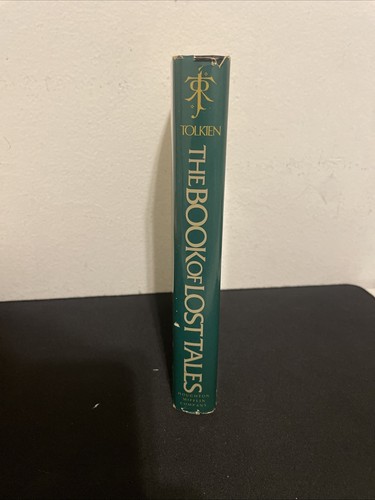 TOLKIEN
THE BOOK OF LOST TALES
HOUGHTON
MIFFLIN
COMPANY